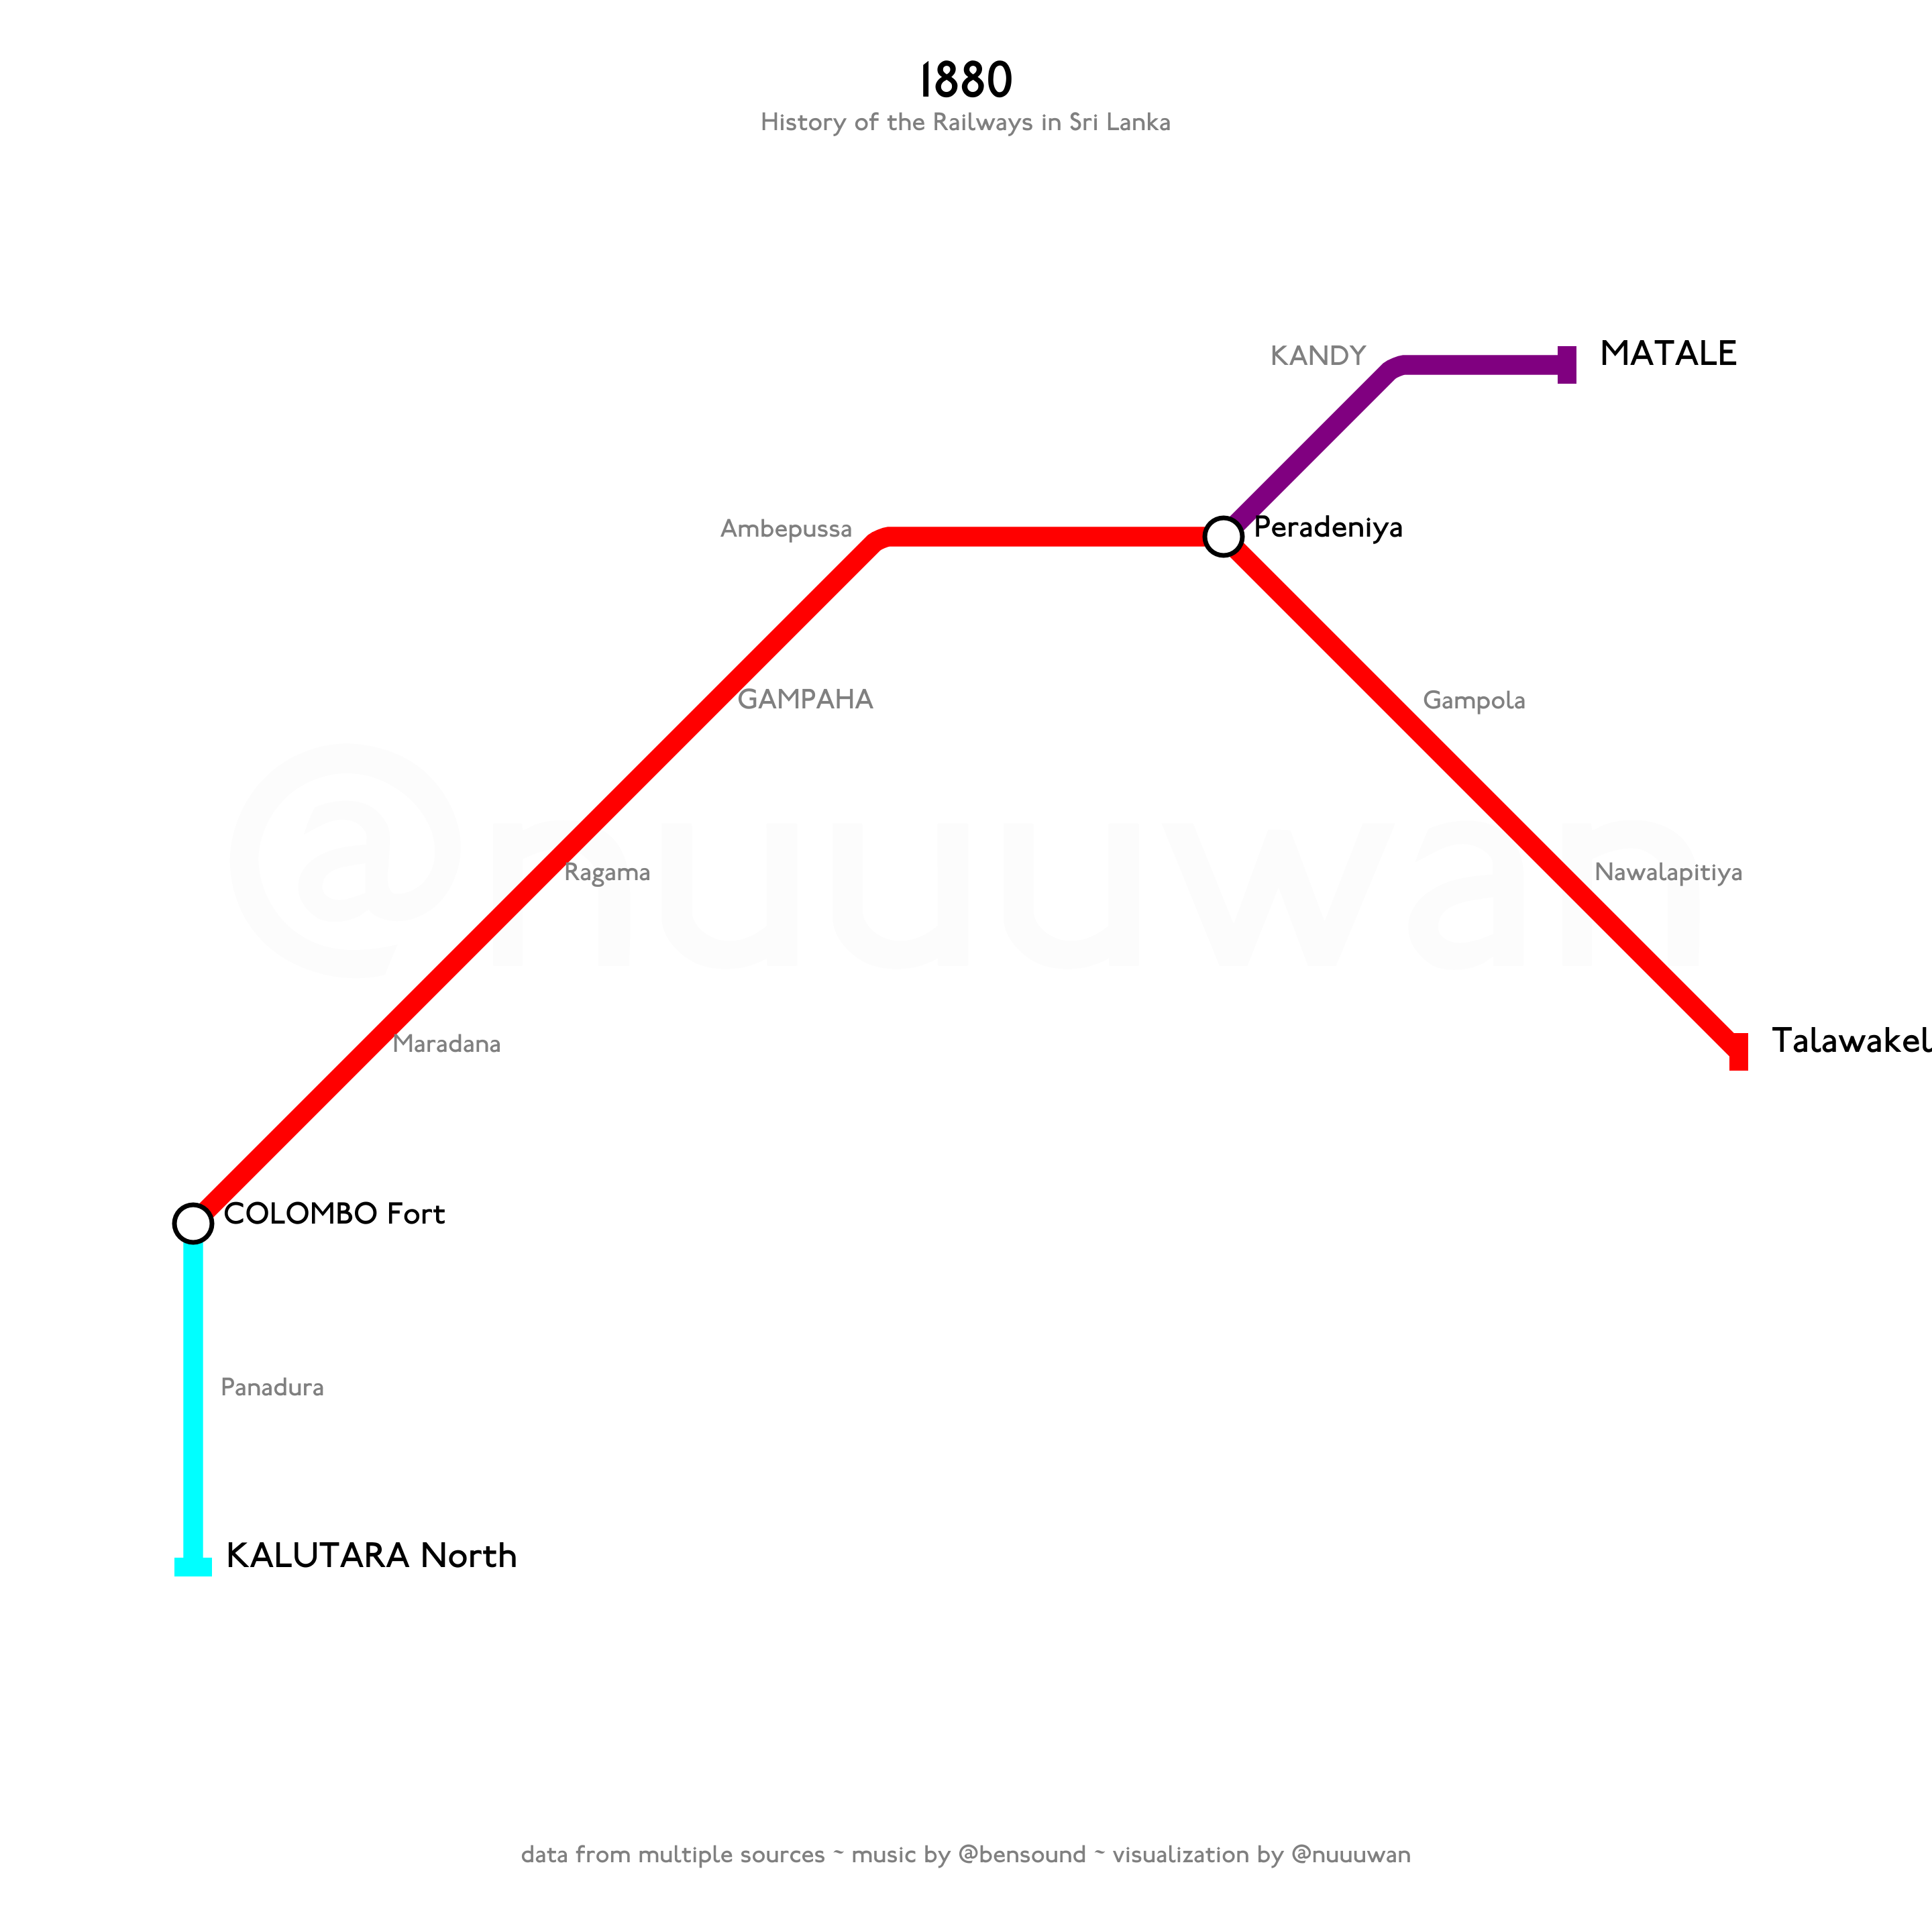 1880
History of the Railways in Sri Lanka
KANDY
MATALE
Ambepussa
Peradeniya
GAMPAHA
Gampola
@nuuuwan
Ragama
Nawalapitiya
Maradana
Talawakel
COLOMBO Fort
Panadura
KALUTARA North
data from multiple sources ~ music by @bensound ~ visualization by @nuuuwan